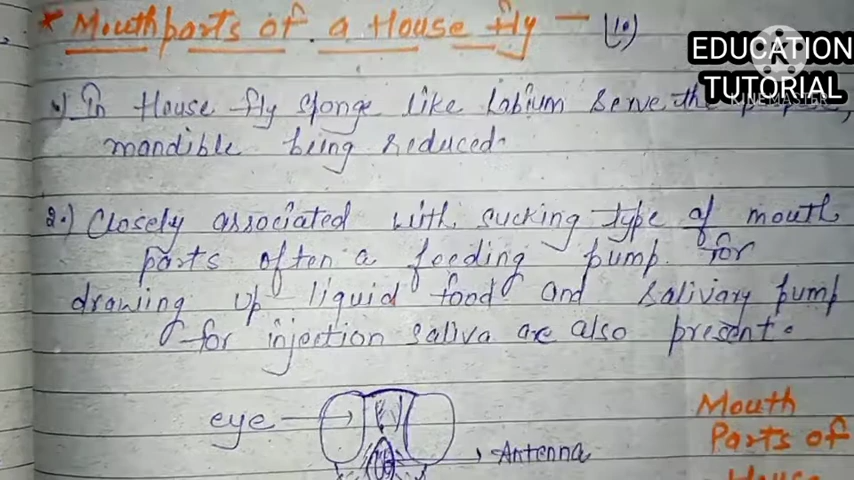 * Mouthparts of a House fly — (10)
EDUCATION
TUTORIAL
KINEMASTER
1) In House fly sponge like Labium serve the
mandible being reduced.
2.) Closely associated with sucking type of mouth
parts often a feeding pump for
drawing up liquid food and salivary pump
for injection saliva are also present.
eye
Antenna
Mouth
Parts of
House